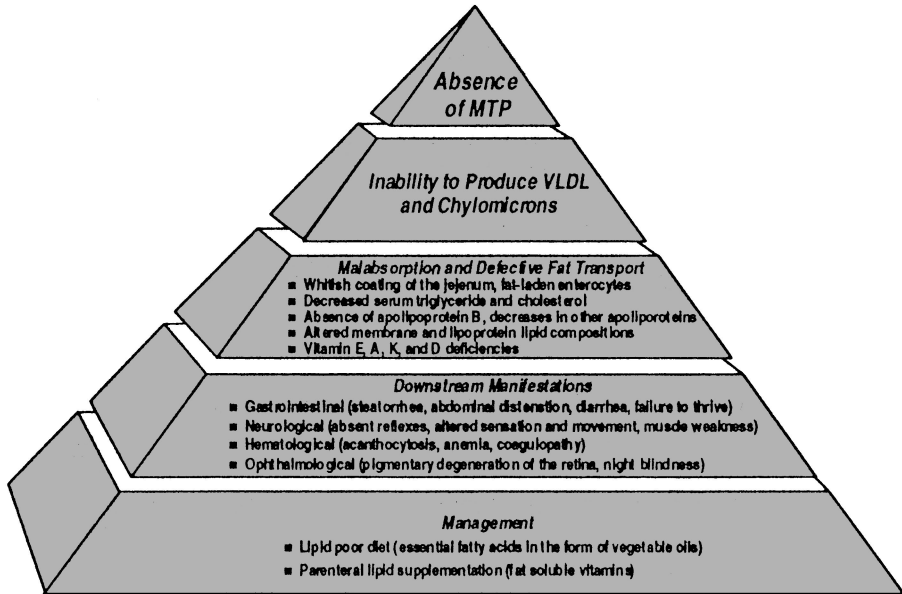 Absence
of MTP
Inability to Produce VLDL
and Chylomicrons
Malabsorption and Defective Fat Transport
■ Whitish coating of the jejenum, fat-laden enterocytes
■ Decreased serum triglyceride and cholesterol
■ Absence of apolipoprotein B, decreases in other apoliporoteins
■ Altered membrane and lipoprotein lipid compositions
■ Vitamin E, A, K, and D deficiencies
Downstream Manifestations
■ Gastrointestinal (steatorrhea, abdominal distenstion, diarrhea, failure to thrive)
■ Neurological (absent reflexes, altered sensation and movement, muscle weakness)
■ Hematological (acanthocytosis, anemia, coagulopathy)
■ Ophthalmological (pigmentary degeneration of the retina, night blindness)
Management
■ Lipid poor diet (essential fatty acids in the form of vegetable oils)
■ Parenteral lipid supplementation (fat soluble vitamins)